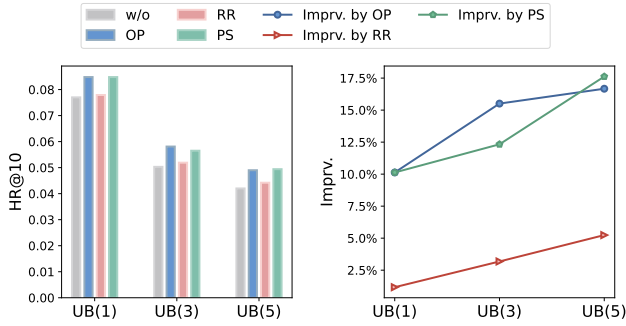 w/o RR Imprv. by OP Imprv. by PS
OP PS Imprv. by RR
HR@10
0.08
0.07
0.06
0.05
0.04
0.03
0.02
0.01
0.00
UB(1) UB(3) UB(5)
Imprv.
17.5%
15.0%
12.5%
10.0%
7.5%
5.0%
2.5%
UB(1) UB(3) UB(5)